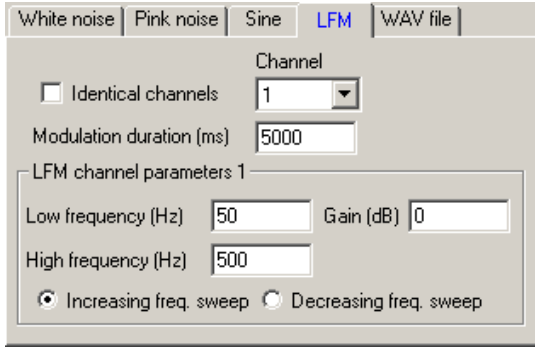 White noise Pink noise Sine LFM WAV file
Channel
Identical channels 1
Modulation duration (ms) 5000
LFM channel parameters 1
Low frequency (Hz) 50 Gain (dB) 0
High frequency (Hz) 500
Increasing freq. sweep Decreasing freq. sweep